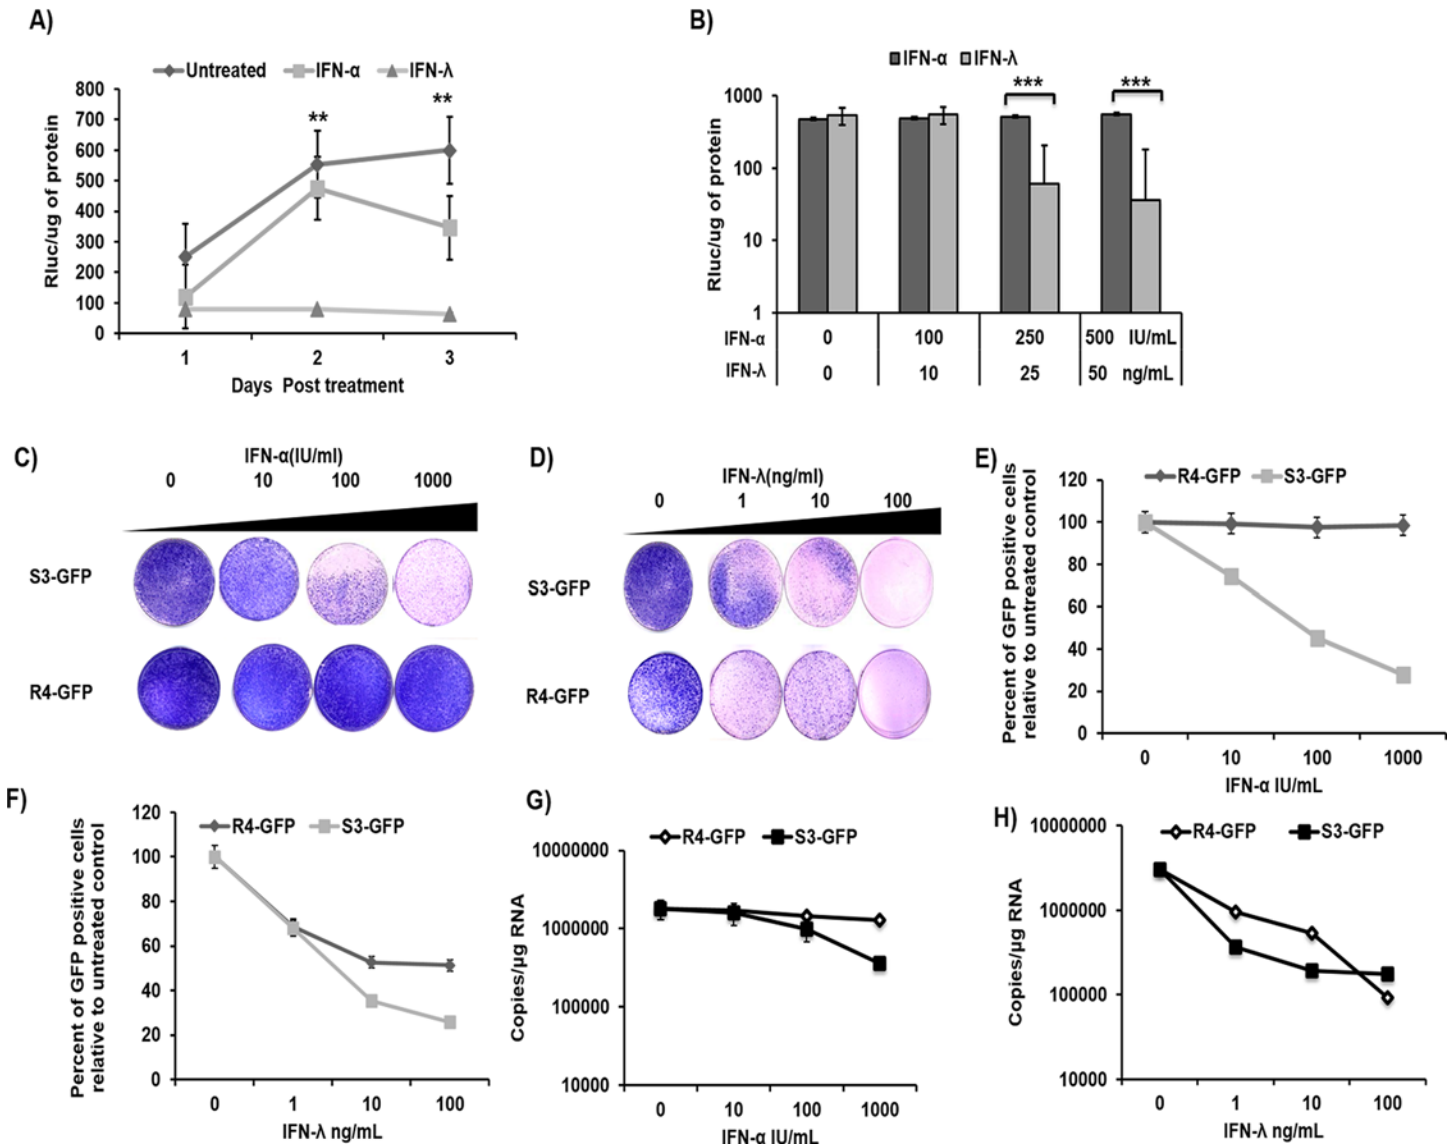 A)
Untreated IFN-α IFN-λ
800
700
600
500
400
300
200
100
0
** **
Rluc/ug of protein
1 2 3
Days Post treatment
B)
IFN-α IFN-λ
*** ***
1000
100
10
1
Rluc/ug of protein
IFN-α 0 100 250 500 IU/mL
IFN-λ 0 10 25 50 ng/mL
C)
IFN-α(IU/ml)
0 10 100 1000
S3-GFP
R4-GFP
D)
IFN-λ(ng/ml)
0 1 10 100
S3-GFP
R4-GFP
E)
R4-GFP S3-GFP
120
100
80
60
40
20
0
Percent of GFP positive cells
relative to untreated control
0 10 100 1000
IFN-α IU/mL
F)
R4-GFP S3-GFP
120
100
80
60
40
20
0
Percent of GFP positive cells
relative to untreated control
0 1 10 100
IFN-λ ng/mL
G)
R4-GFP S3-GFP
10000000
1000000
100000
10000
Copies/µg RNA
0 10 100 1000
IFN-α IU/mL
H)
R4-GFP S3-GFP
10000000
1000000
100000
10000
Copies/µg RNA
0 1 10 100
IFN-λ ng/mL